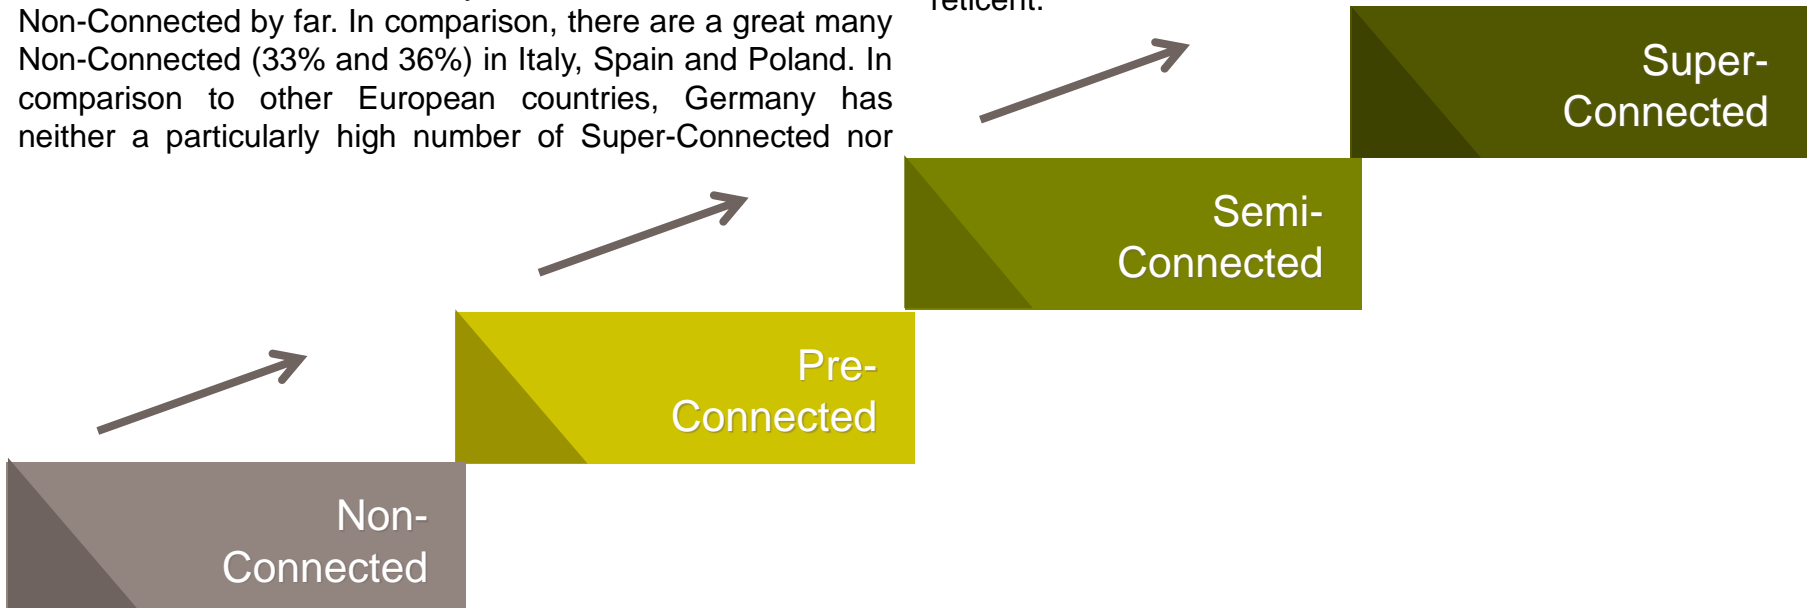 Non-Connected by far. In comparison, there are a great many
Non-Connected (33% and 36%) in Italy, Spain and Poland. In
comparison to other European countries, Germany has
neither a particularly high number of Super-Connected nor
reticent.
Super-
Connected
Semi-
Connected
Pre-
Connected
Non-
Connected